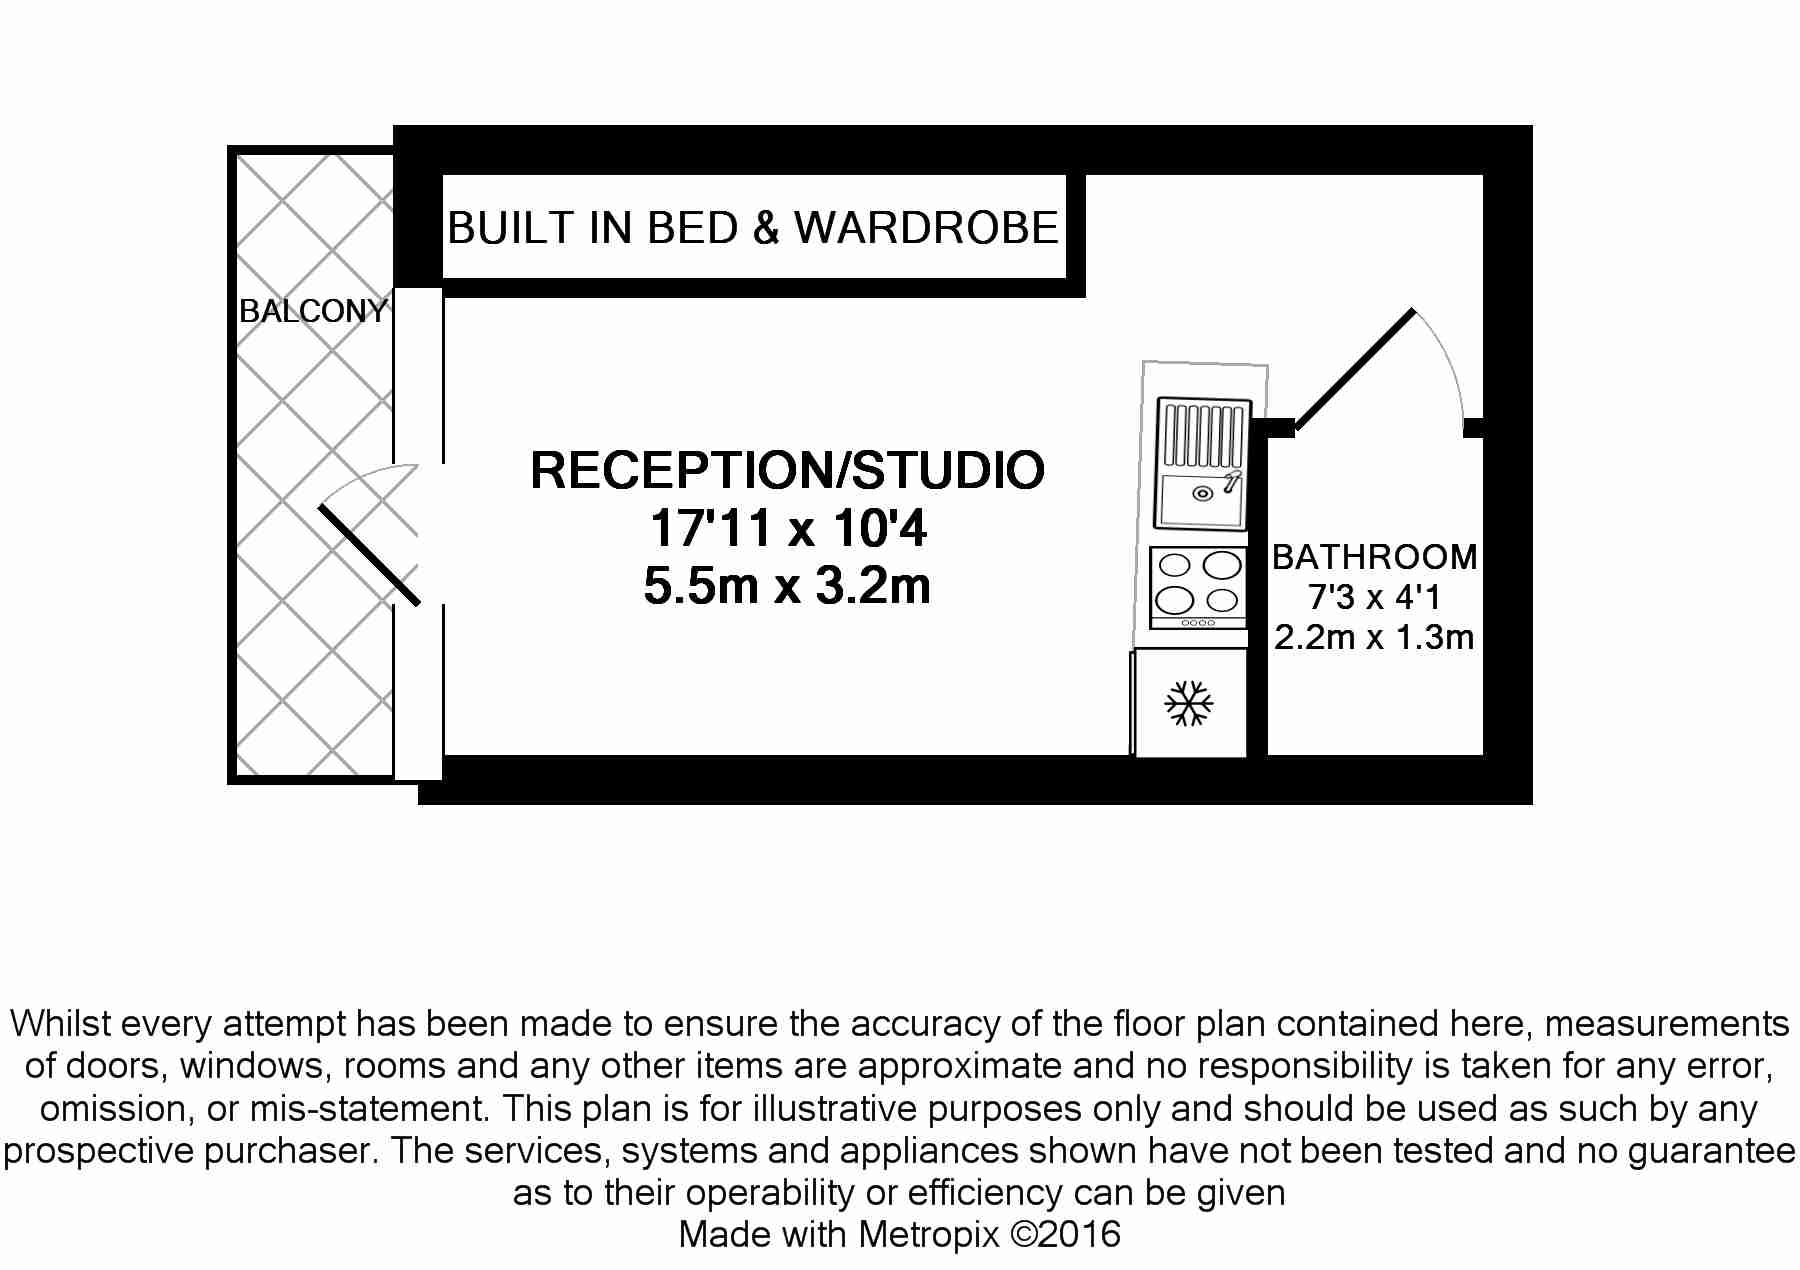 BUILT IN BED & WARDROBE
BALCONY
RECEPTION/STUDIO
17'11 x 10'4
5.5m x 3.2m
BATHROOM
7'3 x 4'1
2.2m x 1.3m
Whilst every attempt has been made to ensure the accuracy of the floor plan contained here, measurements
of doors, windows, rooms and any other items are approximate and no responsibility is taken for any error,
omission, or mis-statement. This plan is for illustrative purposes only and should be used as such by any
prospective purchaser. The services, systems and appliances shown have not been tested and no guarantee
as to their operability or efficiency can be given
Made with Metropix ©2016